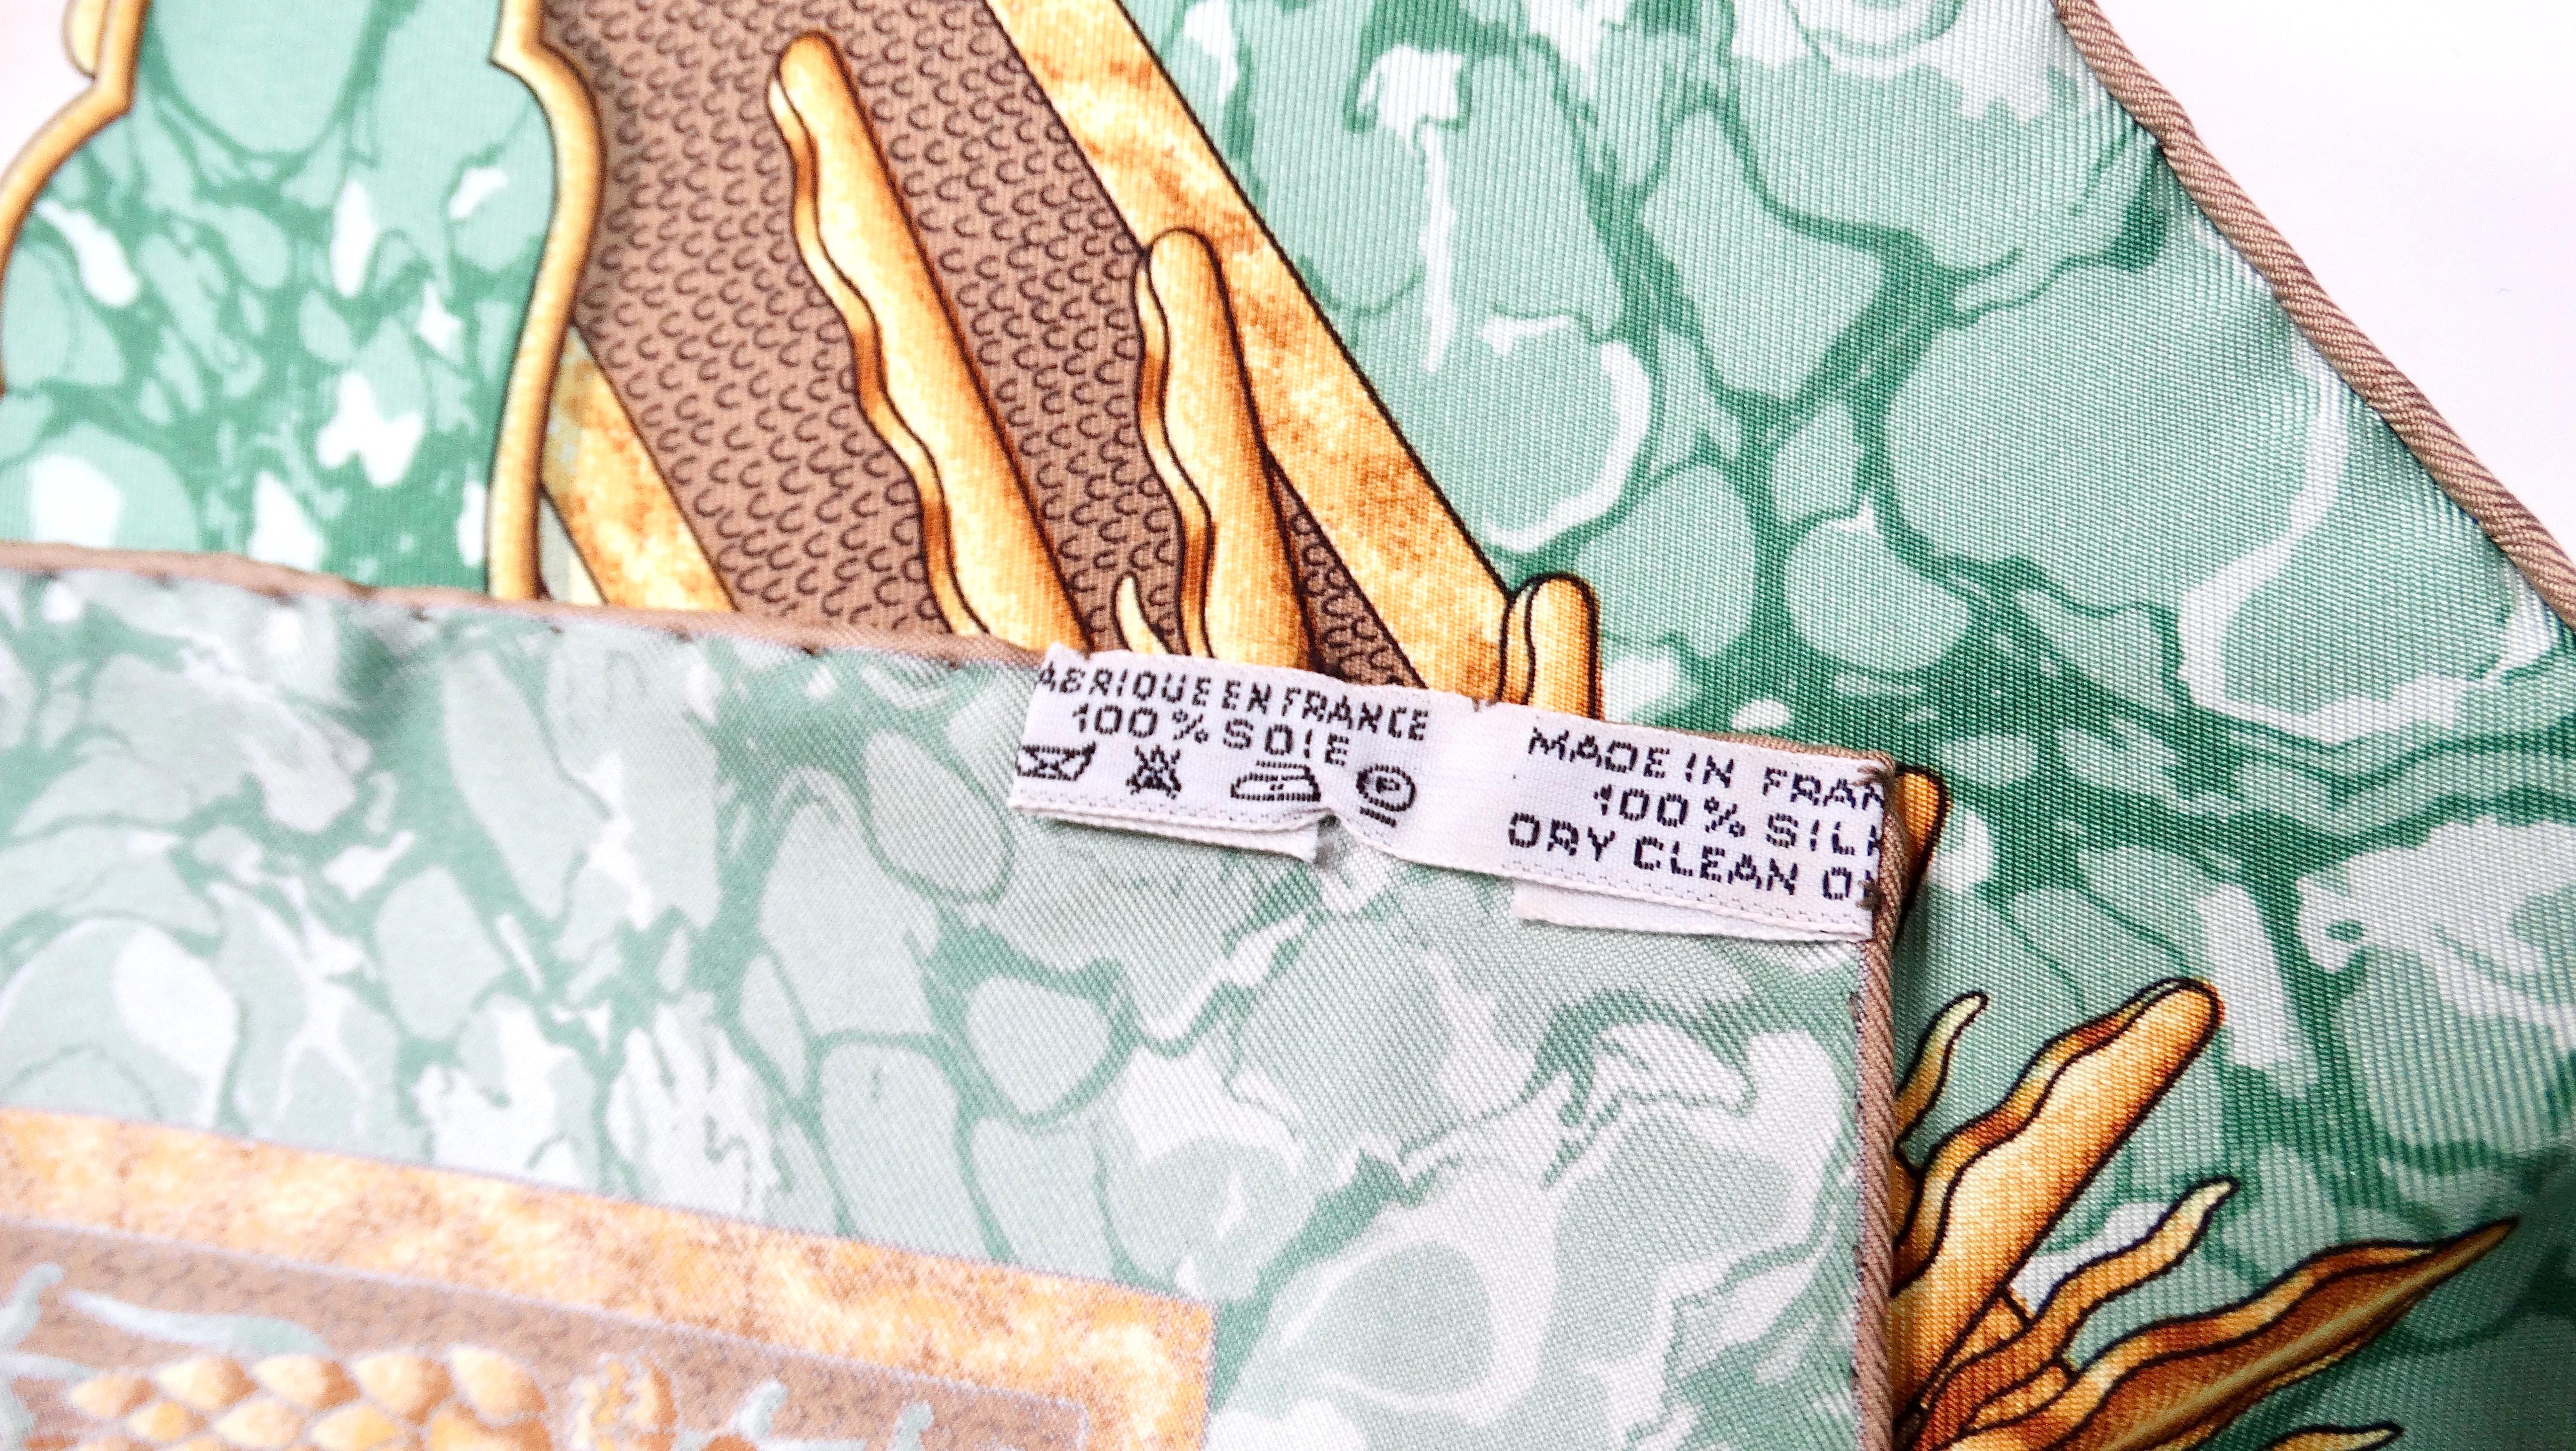 ABRIQUE EN FRANCE
100% SOIE
P
MADE IN FRAN
100% SILK
DRY CLEAN O